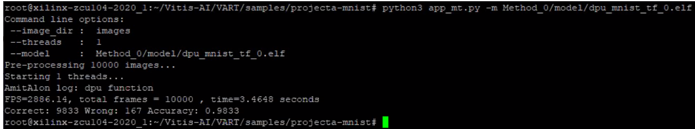 root@xilinx-zcu104-2020_1:~/Vitis-AI/VART/samples/projecta-mnist# python3 app_mt.py -m Method_0/model/dpu_mnist_tf_0.elf
Command line options:
 --image_dir :  images
 --threads   :  1
 --model     :  Method_0/model/dpu_mnist_tf_0.elf
Pre-processing 10000 images...
Starting 1 threads...
AmitAlon log: dpu function
FPS=2886.14, total frames = 10000 , time=3.4648 seconds
Correct: 9833 Wrong: 167 Accuracy: 0.9833
root@xilinx-zcu104-2020_1:~/Vitis-AI/VART/samples/projecta-mnist#